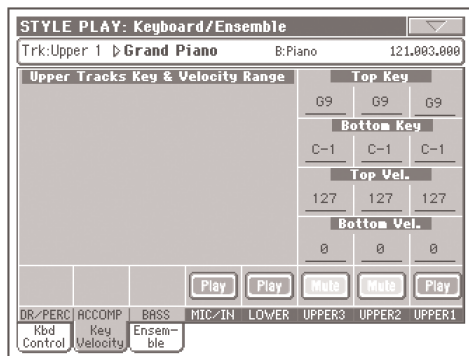 STYLE PLAY: Keyboard/Ensemble
Trk:Upper 1 Grand Piano B:Piano 121.003.000
Upper Tracks Key & Velocity Range
Top Key
G9 G9 G9
Bottom Key
C-1 C-1 C-1
Top Vel.
127 127 127
Bottom Vel.
0 0 0
Play Play Mute Mute Play
DR/PERC ACCOMP BASS MIC/IN LOWER UPPER3 UPPER2 UPPER1
Kbd Control Key Velocity Ensem-ble